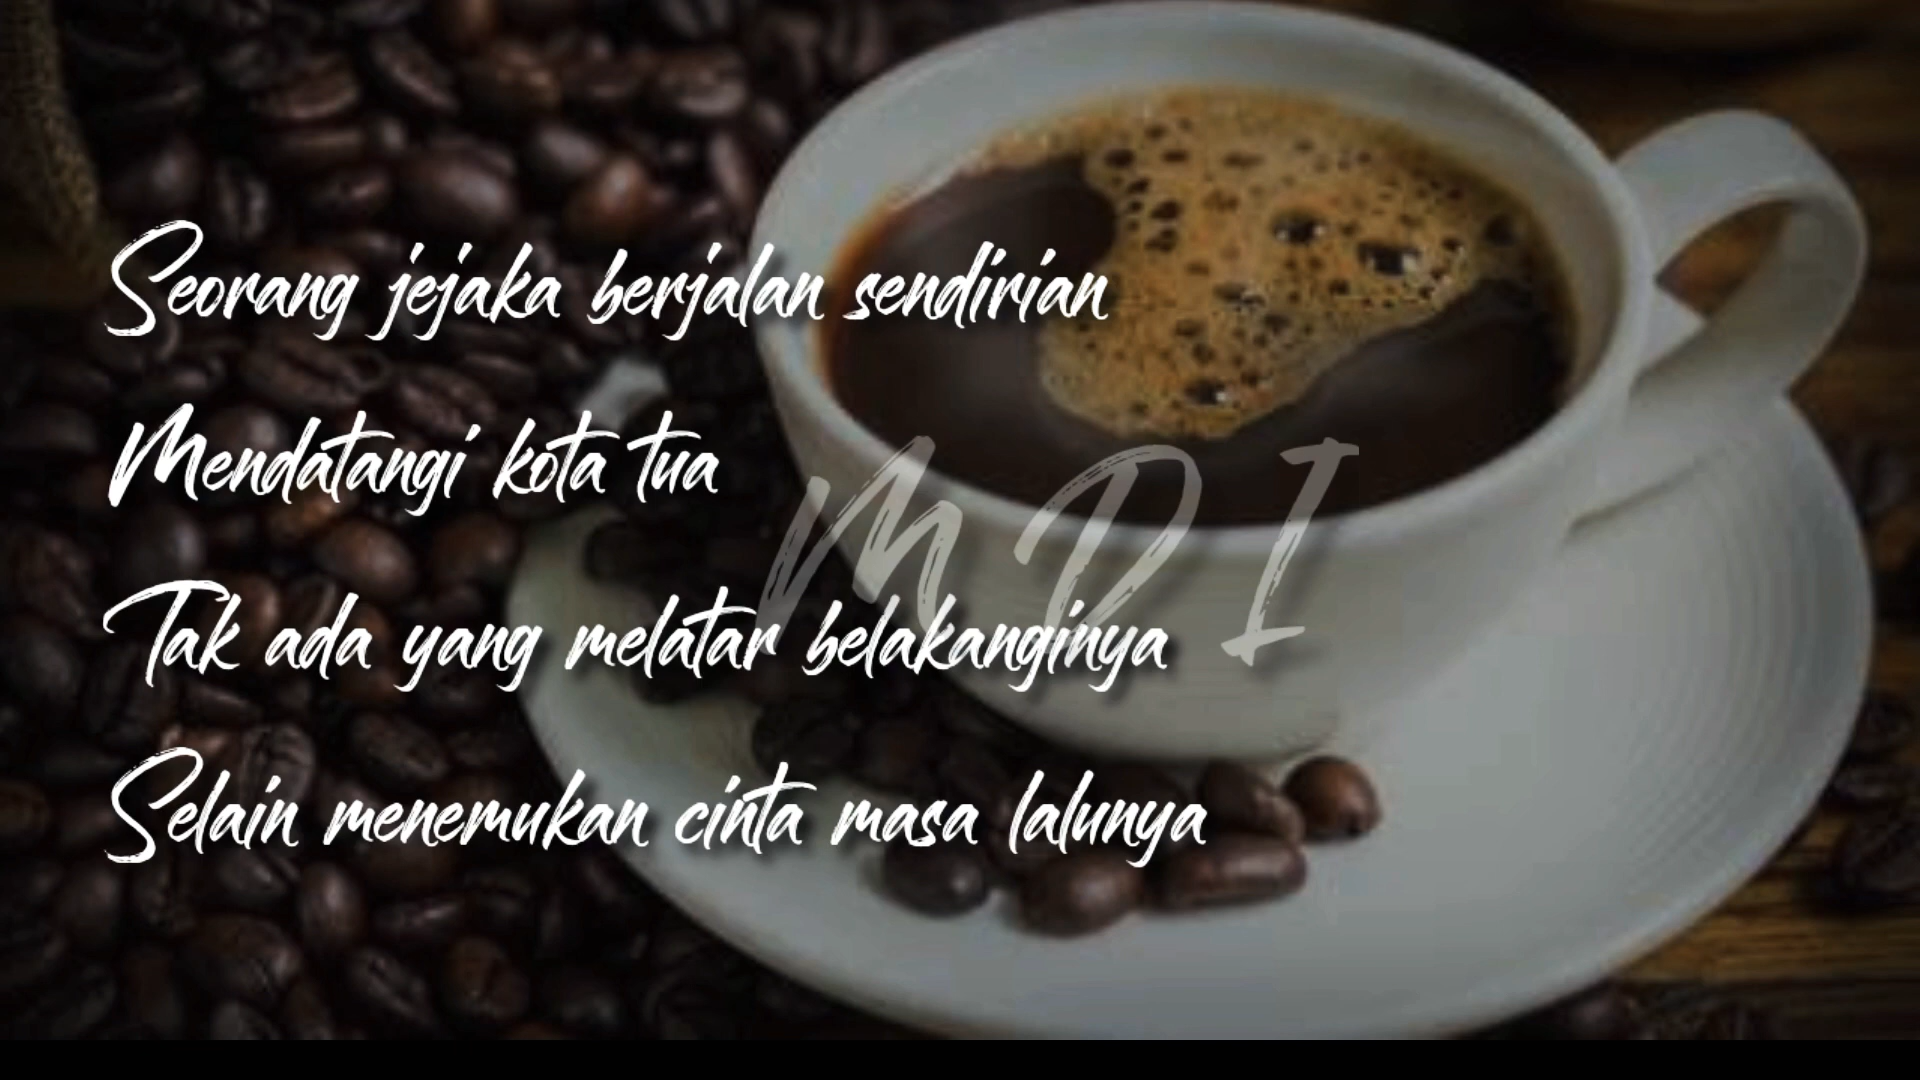 Seorang jejaka berjalan sendirian
Mendatangi kota tua
MDI
Tak ada yang melatar belakanginya
Selain menemukan cinta masa lalunya